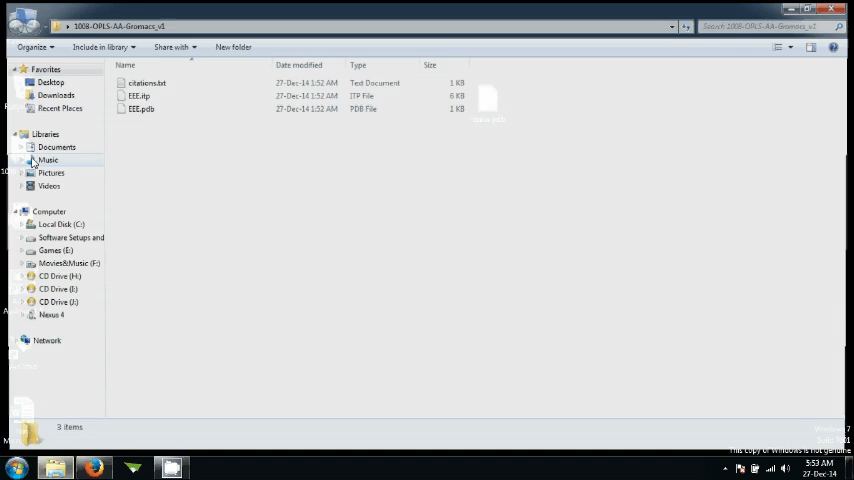 1008-OPLS-AA-Gromacs_v1
Search 1008-OPLS-AA-Gromacs_v1
Organize Include in library Share with New folder
Name Date modified Type Size
Favorites
Desktop
Downloads
Recent Places
Libraries
Documents
Music
Pictures
Videos
Computer
Local Disk (C:)
Software Setups and
Games (E:)
Movies&Music (F:)
CD Drive (H:)
CD Drive (I:)
CD Drive (J:)
Nexus 4
Network
citations.txt 27-Dec-14 1:52 AM Text Document 1 KB
EEE.itp 27-Dec-14 1:52 AM ITP File 6 KB
EEE.pdb 27-Dec-14 1:52 AM PDB File 1 KB
3 items
Windows 7
Build 7601
This copy of Windows is not genuine
5:53 AM
27-Dec-14